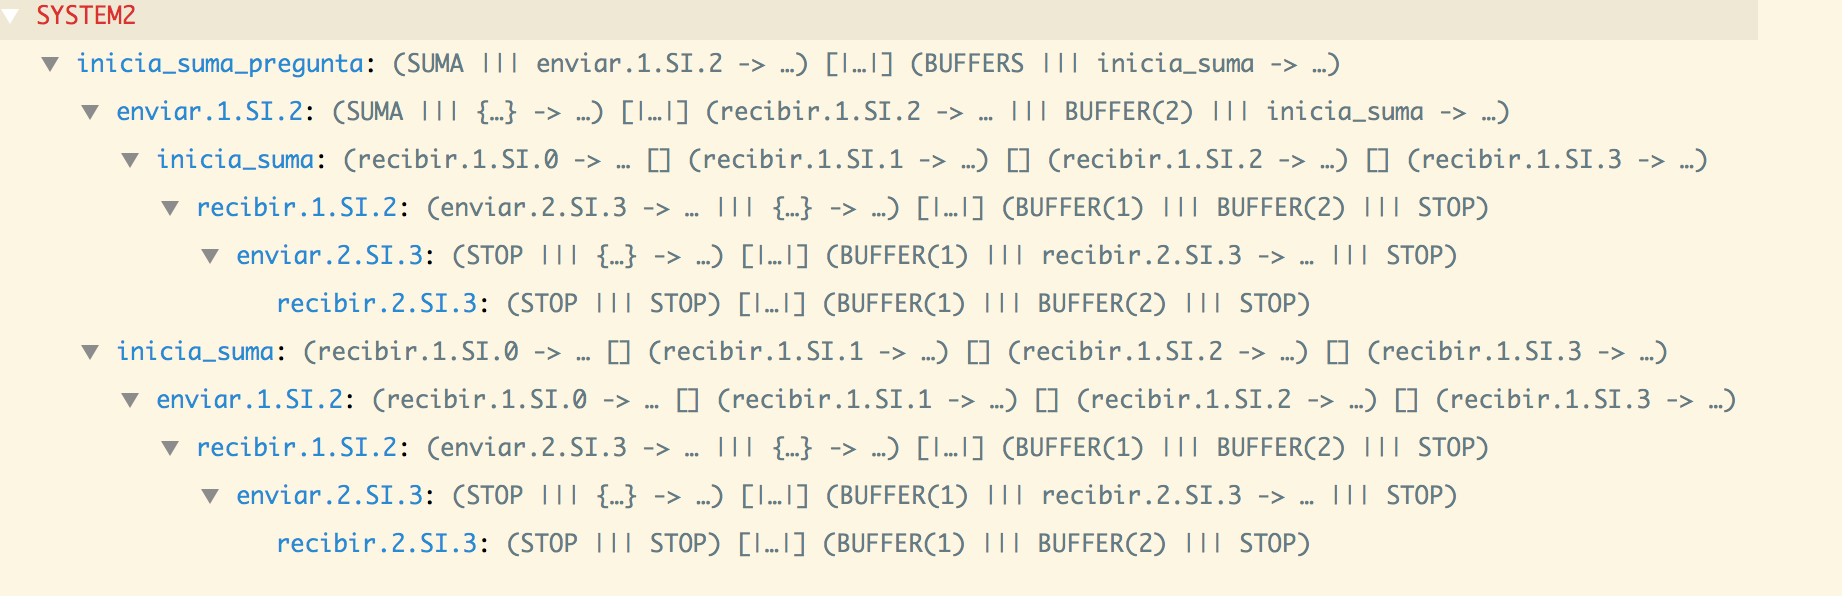 SYSTEM2
inicia_suma_pregunta: (SUMA ||| enviar.1.SI.2 -> …) [|…|] (BUFFERS ||| inicia_suma -> …)
enviar.1.SI.2: (SUMA ||| {…} -> …) [|…|] (recibir.1.SI.2 -> … ||| BUFFER(2) ||| inicia_suma -> …)
inicia_suma: (recibir.1.SI.0 -> … [] (recibir.1.SI.1 -> …) [] (recibir.1.SI.2 -> …) [] (recibir.1.SI.3 -> …)
recibir.1.SI.2: (enviar.2.SI.3 -> … ||| {…} -> …) [|…|] (BUFFER(1) ||| BUFFER(2) ||| STOP)
enviar.2.SI.3: (STOP ||| {…} -> …) [|…|] (BUFFER(1) ||| recibir.2.SI.3 -> … ||| STOP)
recibir.2.SI.3: (STOP ||| STOP) [|…|] (BUFFER(1) ||| BUFFER(2) ||| STOP)
inicia_suma: (recibir.1.SI.0 -> … [] (recibir.1.SI.1 -> …) [] (recibir.1.SI.2 -> …) [] (recibir.1.SI.3 -> …)
enviar.1.SI.2: (recibir.1.SI.0 -> … [] (recibir.1.SI.1 -> …) [] (recibir.1.SI.2 -> …) [] (recibir.1.SI.3 -> …)
recibir.1.SI.2: (enviar.2.SI.3 -> … ||| {…} -> …) [|…|] (BUFFER(1) ||| BUFFER(2) ||| STOP)
enviar.2.SI.3: (STOP ||| {…} -> …) [|…|] (BUFFER(1) ||| recibir.2.SI.3 -> … ||| STOP)
recibir.2.SI.3: (STOP ||| STOP) [|…|] (BUFFER(1) ||| BUFFER(2) ||| STOP)